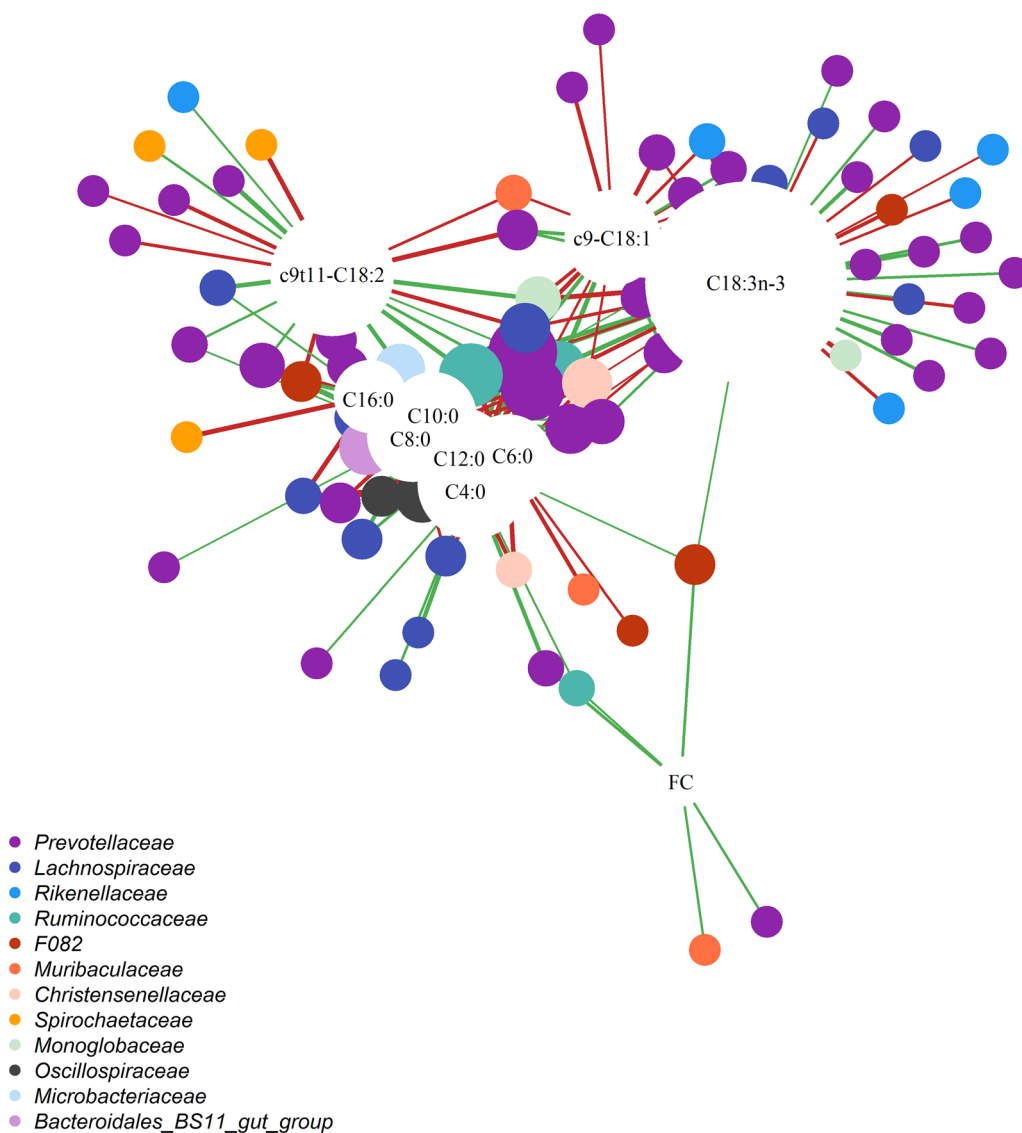 c9-C18:1
c9t11-C18:2
C18:3n-3
C16:0
C10:0
C8:0
C12:0
C6:0
C4:0
FC
Prevotellaceae
Lachnospiraceae
Rikenellaceae
Ruminococcaceae
F082
Muribaculaceae
Christensenellaceae
Spirochaetaceae
Monoglobaceae
Oscillospiraceae
Microbacteriaceae
Bacteroidales_BS11_gut_group